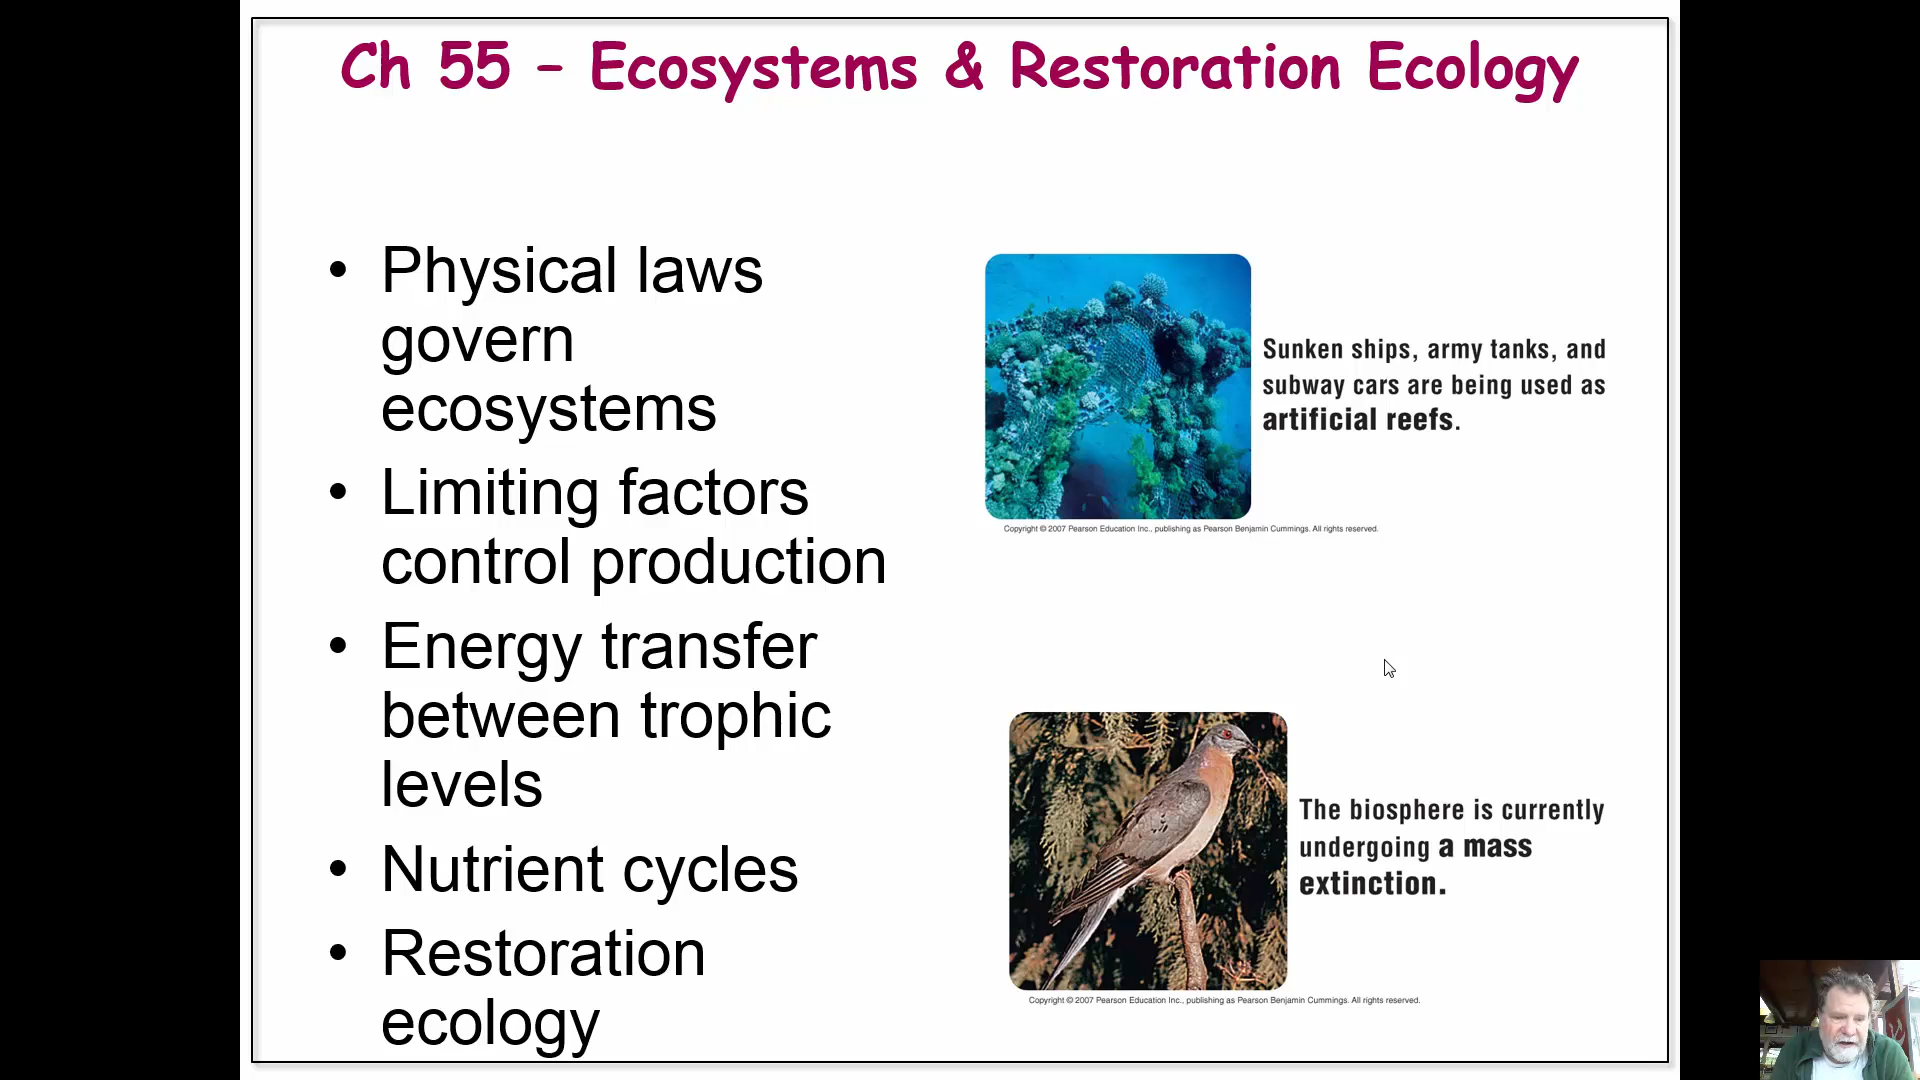 Ch 55 – Ecosystems & Restoration Ecology
• Physical laws
govern
ecosystems
• Limiting factors
control production
• Energy transfer
between trophic
levels
• Nutrient cycles
• Restoration
ecology
Sunken ships, army tanks, and
subway cars are being used as
artificial reefs.
Copyright © 2007 Pearson Education Inc., publishing as Pearson Benjamin Cummings. All rights reserved.
The biosphere is currently
undergoing a mass
extinction.
Copyright © 2007 Pearson Education Inc., publishing as Pearson Benjamin Cummings. All rights reserved.